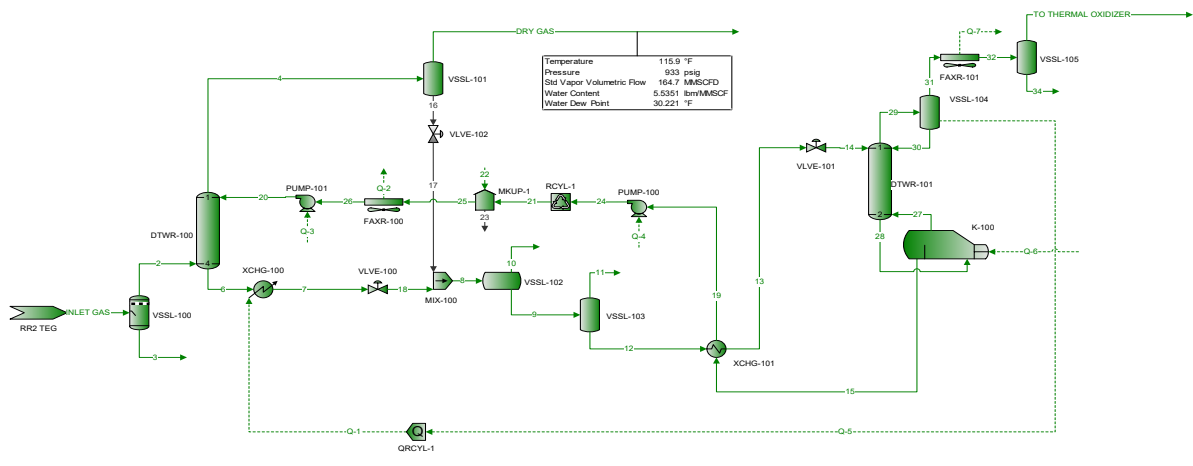 TO THERMAL OXIDIZER
Q-7
DRY GAS
32
VSSL-105
FAXR-101
Temperature 115.9 °F
Pressure 933 psig
Std Vapor Volumetric Flow 164.7 MMSCFD
Water Content 5.5351 lbm/MMSCF
Water Dew Point 30.221 °F
4
VSSL-101
31
34
VSSL-104
16
29
VLVE-102
14
1
30
VLVE-101
22
Q-2
17
MKUP-1
RCYL-1
PUMP-100
PUMP-101
DTWR-101
1
20
26
25
21
24
FAXR-100
23
2
27
K-100
DTWR-100
Q-3
Q-4
28
Q-6
10
2
4
XCHG-100
VLVE-100
11
13
6
7
18
8
VSSL-102
19
MIX-100
INLET GAS
VSSL-100
9
VSSL-103
RR2 TEG
12
3
XCHG-101
15
Q-1
Q
Q-5
QRCYL-1